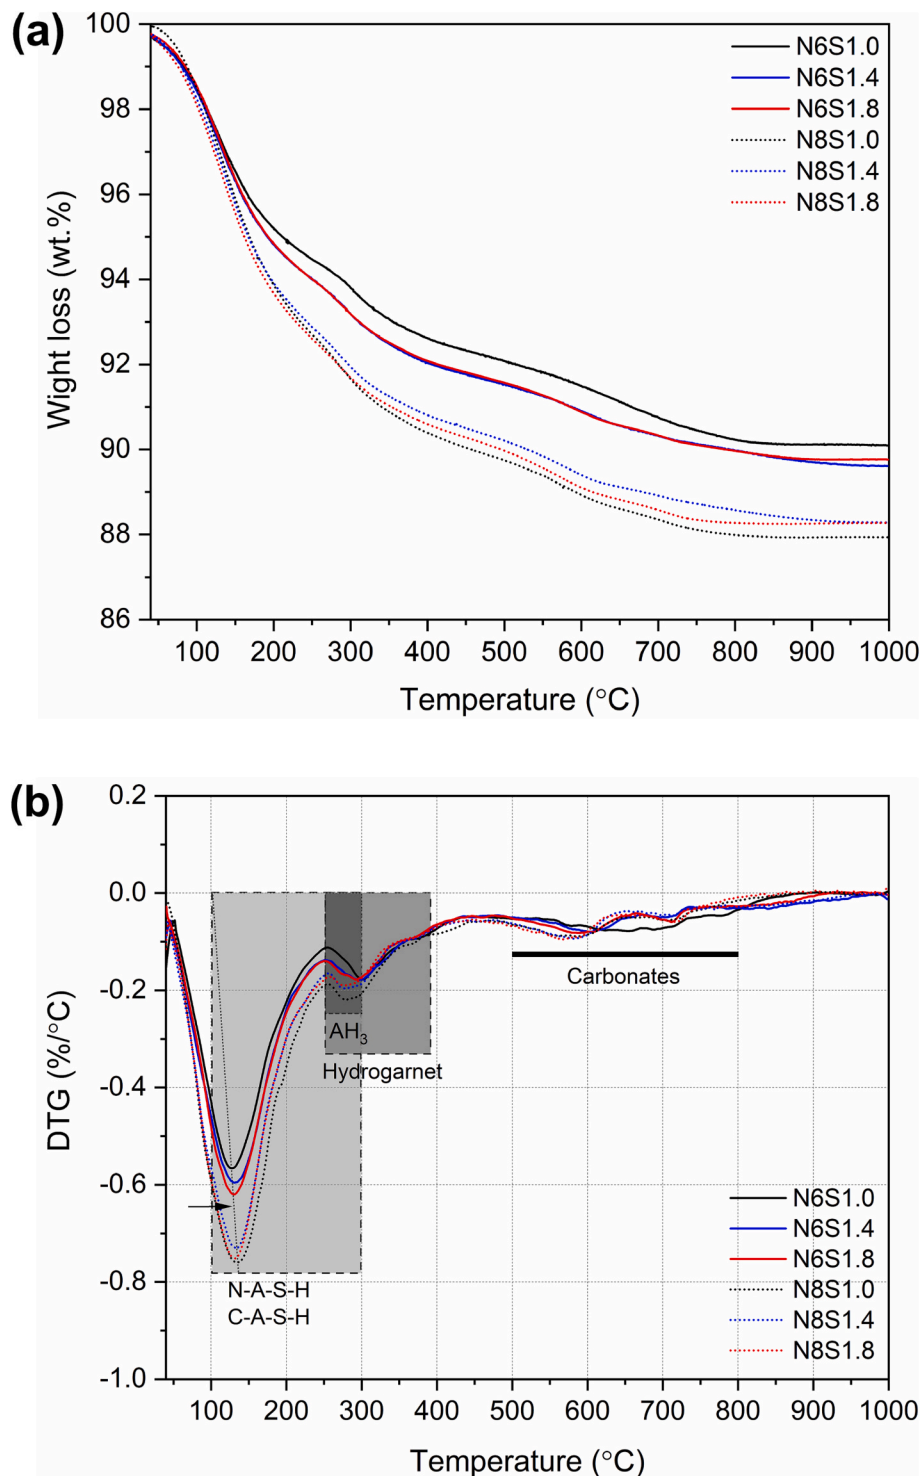 (a)
100
98
96
94
92
90
88
86
Wight loss (wt.%)
N6S1.0
N6S1.4
N6S1.8
N8S1.0
N8S1.4
N8S1.8
100 200 300 400 500 600 700 800 900 1000
Temperature (°C)
(b)
0.2
0.0
-0.2
-0.4
-0.6
-0.8
-1.0
DTG (%/°C)
Carbonates
AH3
Hydrogarnet
N-A-S-H
C-A-S-H
N6S1.0
N6S1.4
N6S1.8
N8S1.0
N8S1.4
N8S1.8
100 200 300 400 500 600 700 800 900 1000
Temperature (°C)